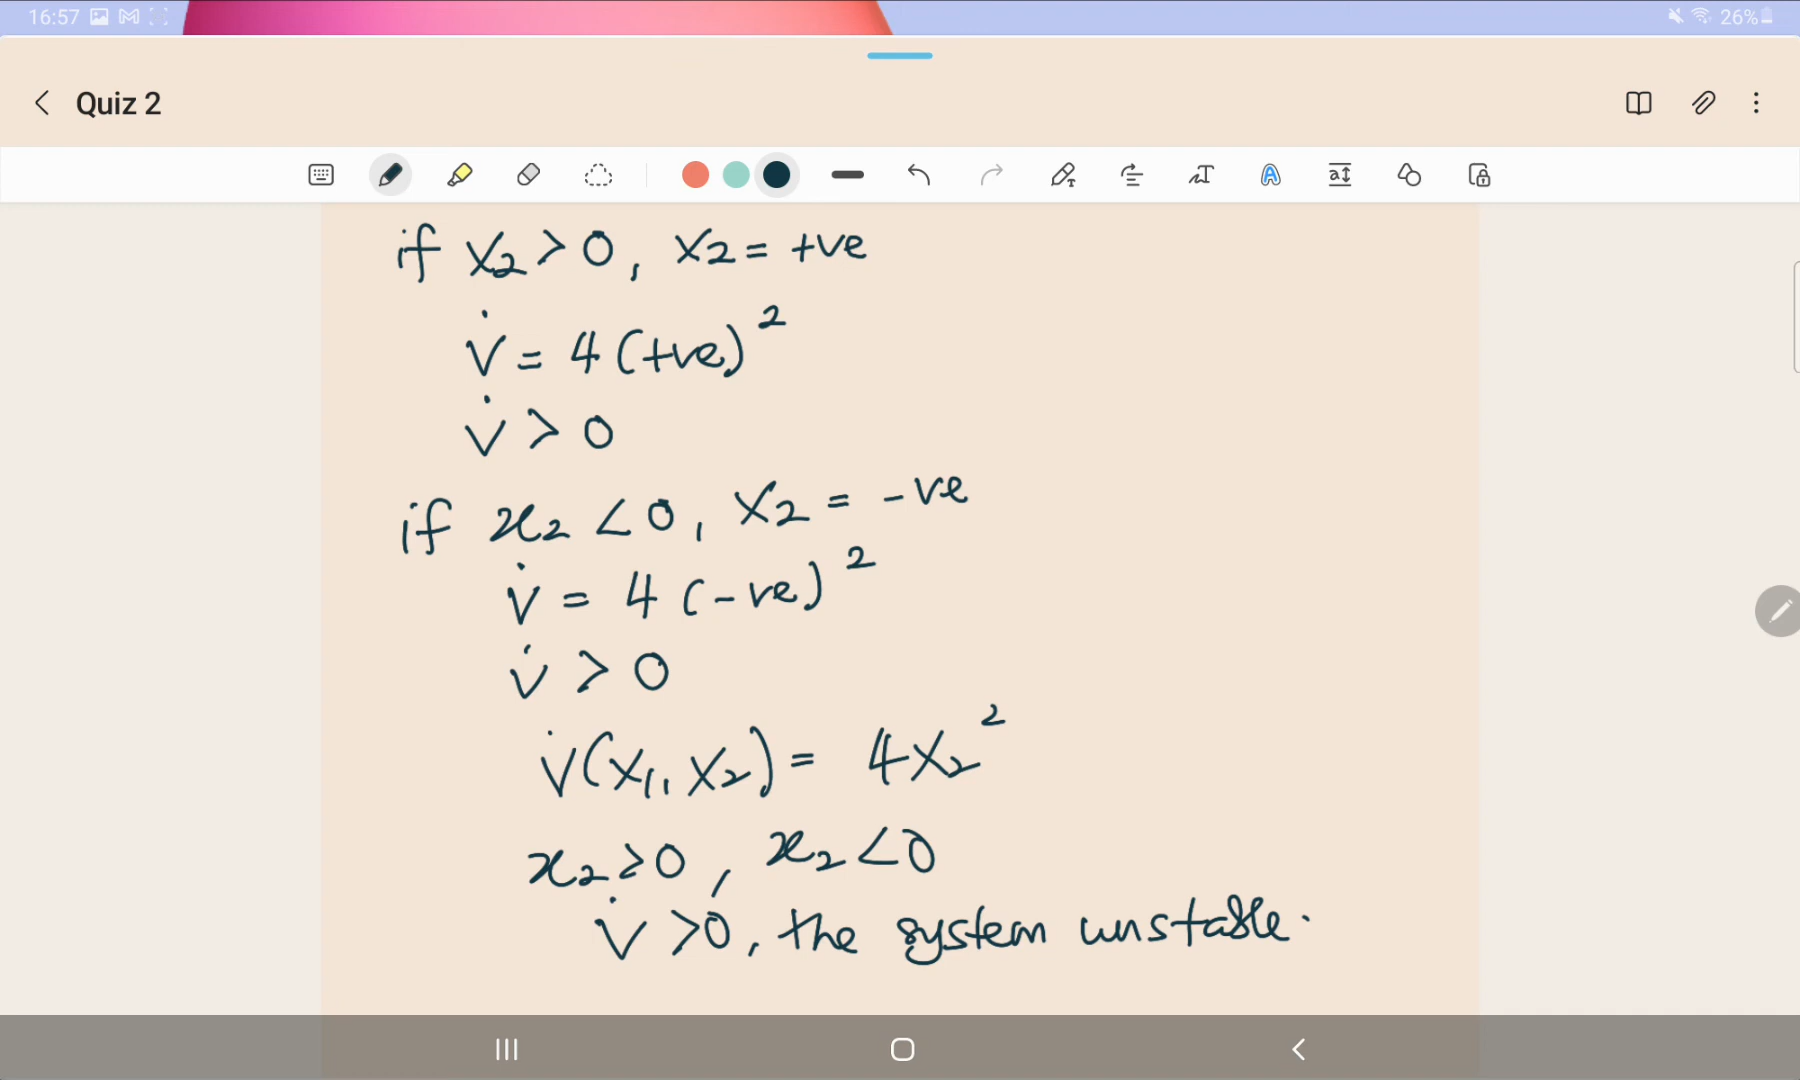 16:57 26%
Quiz 2
if x₂ > 0, x₂ = +ve
V̇ = 4(+ve)²
V̇ > 0
if x₂ < 0, x₂ = -ve
V̇ = 4(-ve)²
V̇ > 0
V̇(x₁, x₂) = 4x₂²
x₂ > 0, x₂ < 0
V̇ > 0, the system unstable.